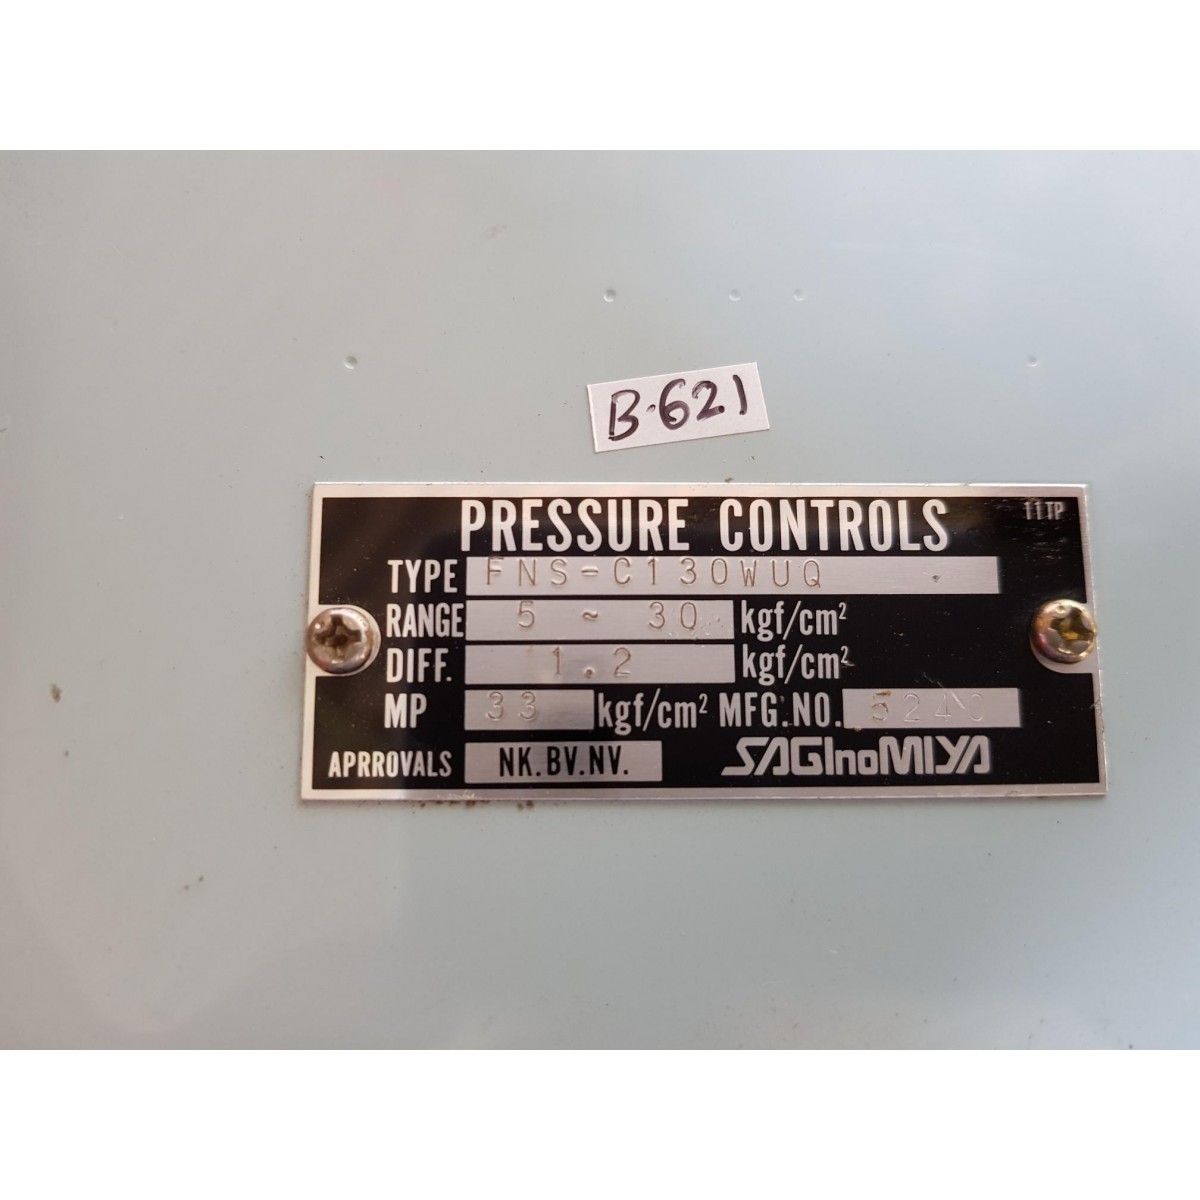 B-621
PRESSURE CONTROLS 11TP
TYPE FNS-C130WUQ
RANGE 5 ~ 30 kgf/cm²
DIFF. 1.2 kgf/cm²
MP 33 kgf/cm² MFG.NO. 524C
APRROVALS NK.BV.NV. SAGInoMIYA